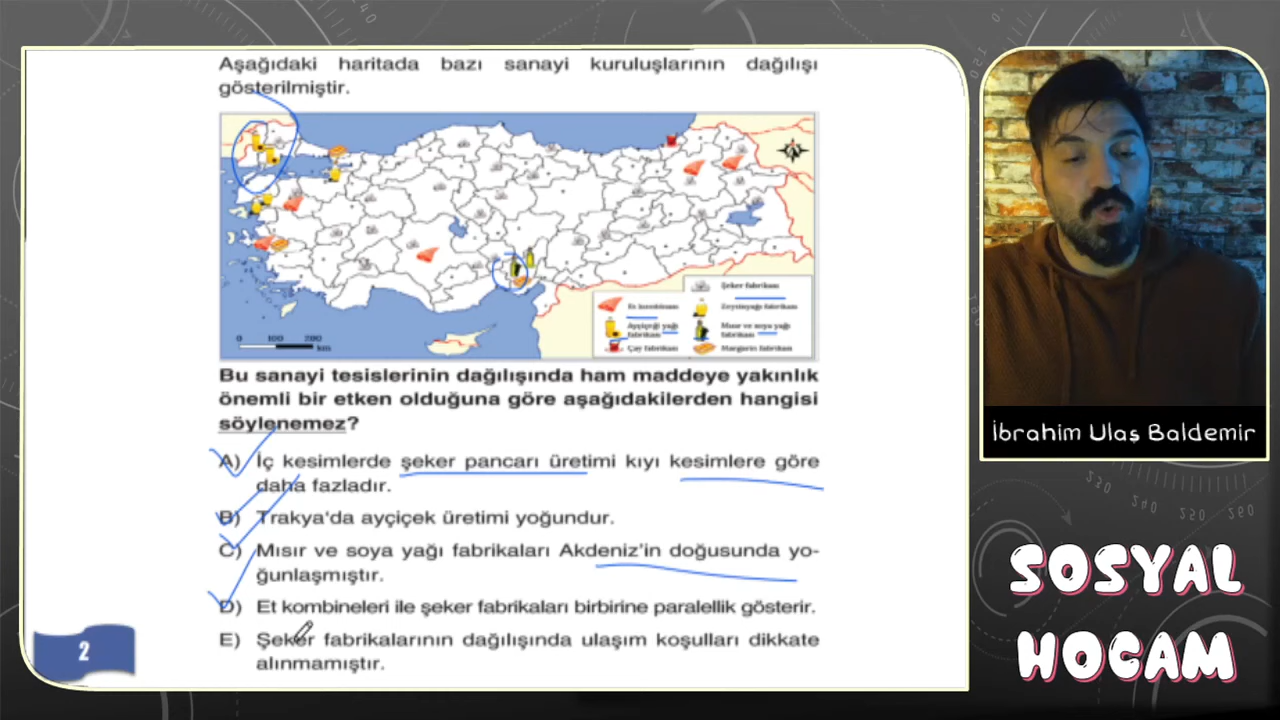 Aşağıdaki haritada bazı sanayi kuruluşlarının dağılışı
gösterilmiştir.
Şeker fabrikası
Et kombinası
Zeytinyağı fabrikası
Ayçiçeği yağı
fabrikası
Mısır ve soya yağı
fabrikası
Çay fabrikası
Margarin fabrikası
0 100 200
km
Bu sanayi tesislerinin dağılışında ham maddeye yakınlık
önemli bir etken olduğuna göre aşağıdakilerden hangisi
söylenemez?
A) İç kesimlerde şeker pancarı üretimi kıyı kesimlere göre
daha fazladır.
B) Trakya'da ayçiçek üretimi yoğundur.
C) Mısır ve soya yağı fabrikaları Akdeniz'in doğusunda yo-
ğunlaşmıştır.
D) Et kombineleri ile şeker fabrikaları birbirine paralellik gösterir.
E) Şeker fabrikalarının dağılışında ulaşım koşulları dikkate
alınmamıştır.
2
İbrahim Ulaş Baldemir
SOSYAL
HOCAM
230 240 250 260